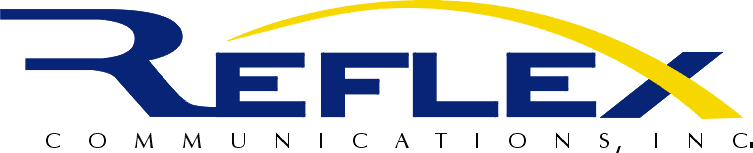 REFLEX
COMMUNICATIONS, INC.